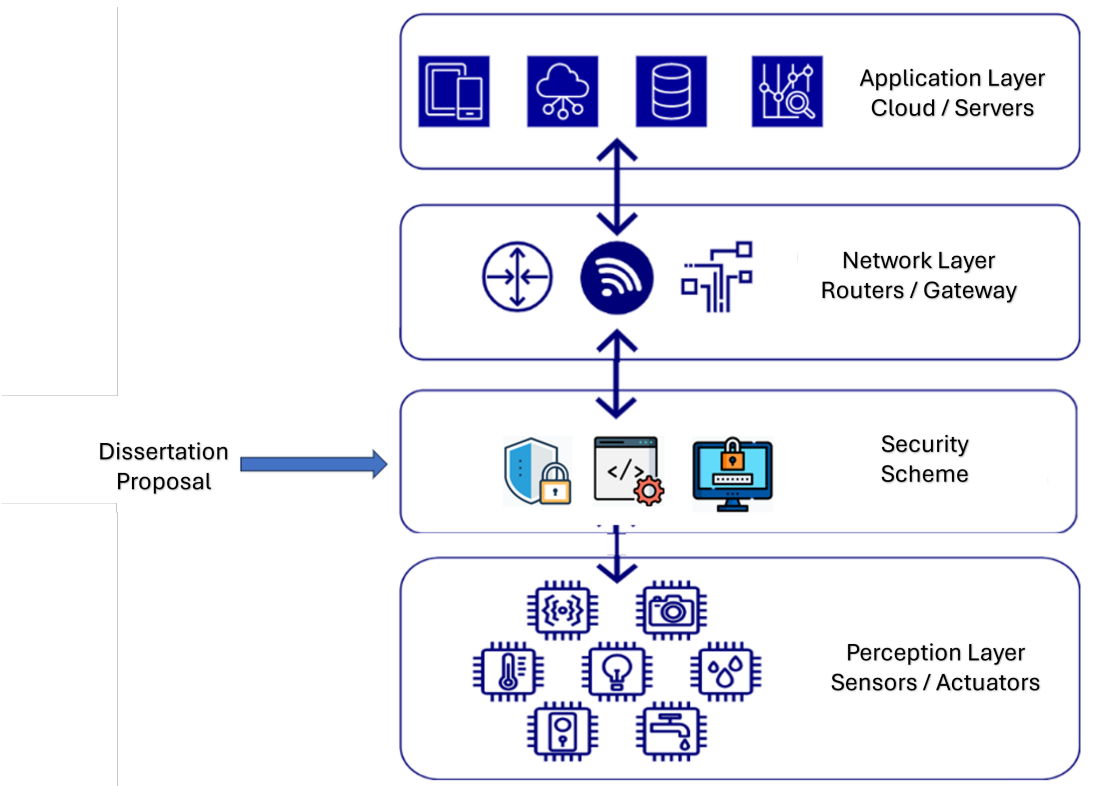 Application Layer
Cloud / Servers
Network Layer
Routers / Gateway
Dissertation
Proposal
Security
Scheme
</>
Perception Layer
Sensors / Actuators